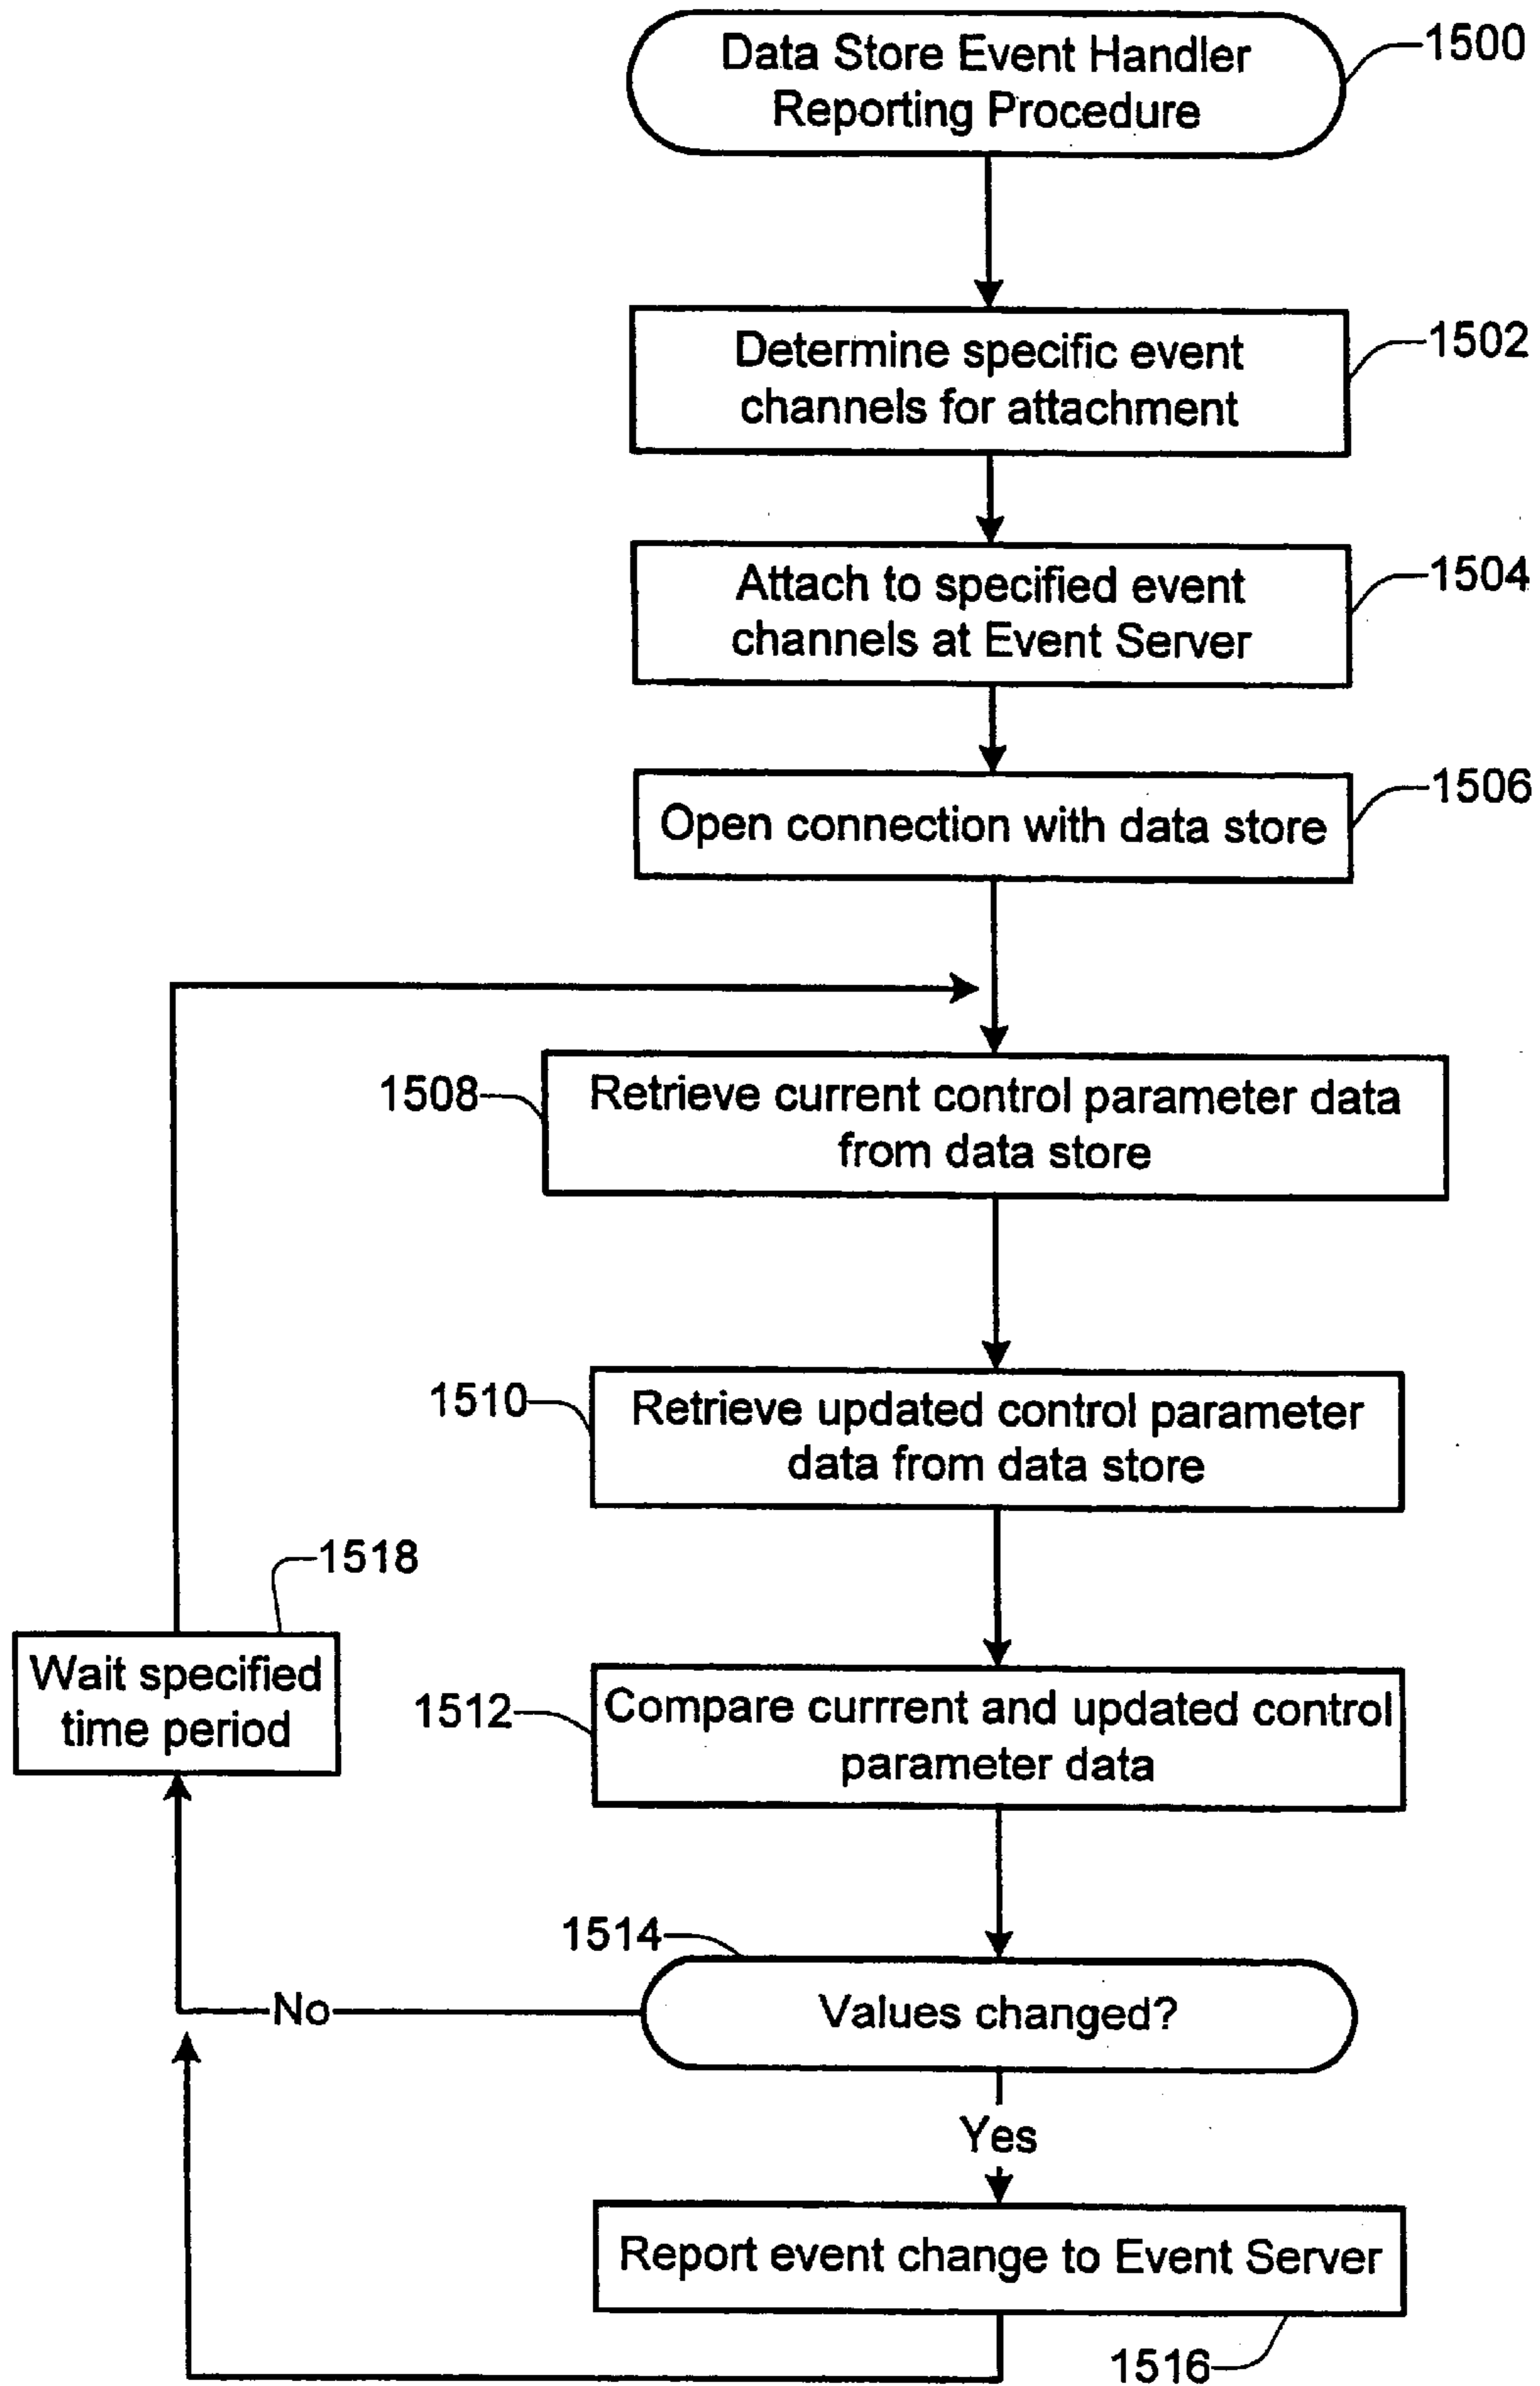 Data Store Event Handler
Reporting Procedure
1500
Determine specific event
channels for attachment
1502
Attach to specified event
channels at Event Server
1504
Open connection with data store
1506
1508
Retrieve current control parameter data
from data store
1510
Retrieve updated control parameter
data from data store
1518
Wait specified
time period
1512
Compare currrent and updated control
parameter data
1514
Values changed?
No
Yes
Report event change to Event Server
1516